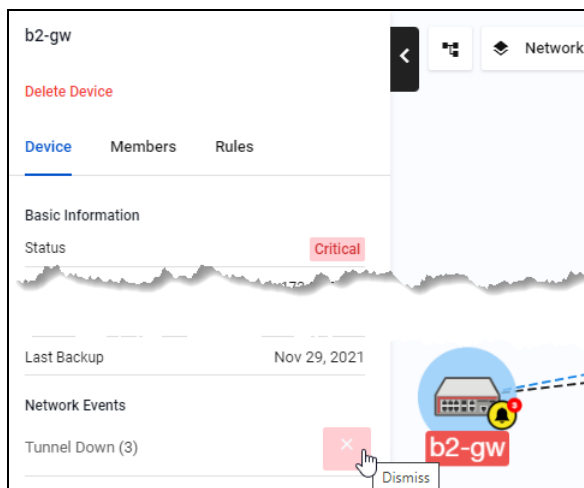 b2-gw
Network
Delete Device
Device Members Rules
Basic Information
Status Critical
Last Backup Nov 29, 2021
Network Events
Tunnel Down (3)
3
b2-gw
Dismiss